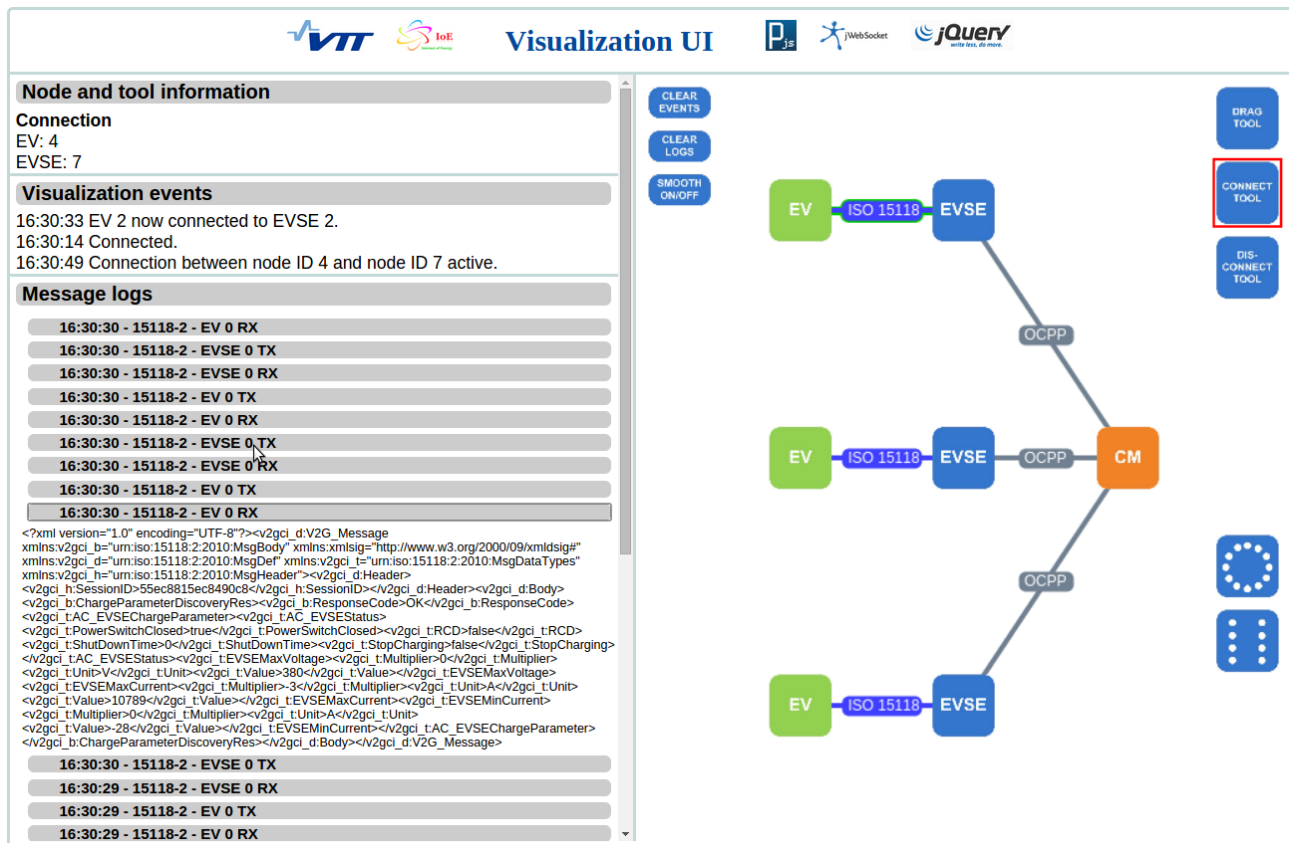 VTT
IoE
Internet of Energy
Visualization UI
Pjs
jWebSocket
jQuery
write less, do more.
Node and tool information
Connection
EV: 4
EVSE: 7
Visualization events
16:30:33 EV 2 now connected to EVSE 2.
16:30:14 Connected.
16:30:49 Connection between node ID 4 and node ID 7 active.
Message logs
16:30:30 - 15118-2 - EV 0 RX
16:30:30 - 15118-2 - EVSE 0 TX
16:30:30 - 15118-2 - EVSE 0 RX
16:30:30 - 15118-2 - EV 0 TX
16:30:30 - 15118-2 - EV 0 RX
16:30:30 - 15118-2 - EVSE 0 TX
16:30:30 - 15118-2 - EVSE 0 RX
16:30:30 - 15118-2 - EV 0 TX
16:30:30 - 15118-2 - EV 0 RX
<?xml version="1.0" encoding="UTF-8"?><v2gci_d:V2G_Message
xmlns:v2gci_b="urn:iso:15118:2:2010:MsgBody" xmlns:xmlsig="http://www.w3.org/2000/09/xmldsig#"
xmlns:v2gci_d="urn:iso:15118:2:2010:MsgDef" xmlns:v2gci_t="urn:iso:15118:2:2010:MsgDataTypes"
xmlns:v2gci_h="urn:iso:15118:2:2010:MsgHeader"><v2gci_d:Header>
<v2gci_h:SessionID>55ec8815ec8490c8</v2gci_h:SessionID></v2gci_d:Header><v2gci_d:Body>
<v2gci_b:ChargeParameterDiscoveryRes><v2gci_b:ResponseCode>OK</v2gci_b:ResponseCode>
<v2gci_t:AC_EVSEChargeParameter><v2gci_t:AC_EVSEStatus>
<v2gci_t:PowerSwitchClosed>true</v2gci_t:PowerSwitchClosed><v2gci_t:RCD>false</v2gci_t:RCD>
<v2gci_t:ShutDownTime>0</v2gci_t:ShutDownTime><v2gci_t:StopCharging>false</v2gci_t:StopCharging>
</v2gci_t:AC_EVSEStatus><v2gci_t:EVSEMaxVoltage><v2gci_t:Multiplier>0</v2gci_t:Multiplier>
<v2gci_t:Unit>V</v2gci_t:Unit><v2gci_t:Value>380</v2gci_t:Value></v2gci_t:EVSEMaxVoltage>
<v2gci_t:EVSEMaxCurrent><v2gci_t:Multiplier>-3</v2gci_t:Multiplier><v2gci_t:Unit>A</v2gci_t:Unit>
<v2gci_t:Value>10789</v2gci_t:Value></v2gci_t:EVSEMaxCurrent><v2gci_t:EVSEMinCurrent>
<v2gci_t:Multiplier>0</v2gci_t:Multiplier><v2gci_t:Unit>A</v2gci_t:Unit>
<v2gci_t:Value>-28</v2gci_t:Value></v2gci_t:EVSEMinCurrent></v2gci_t:AC_EVSEChargeParameter>
</v2gci_b:ChargeParameterDiscoveryRes></v2gci_d:Body></v2gci_d:V2G_Message>
16:30:30 - 15118-2 - EVSE 0 TX
16:30:29 - 15118-2 - EVSE 0 RX
16:30:29 - 15118-2 - EV 0 TX
16:30:29 - 15118-2 - EV 0 RX
CLEAR
EVENTS
CLEAR
LOGS
SMOOTH
ON/OFF
DRAG
TOOL
CONNECT
TOOL
DIS-
CONNECT
TOOL
EV
ISO 15118
EVSE
OCPP
EV
ISO 15118
EVSE
OCPP
CM
OCPP
EV
ISO 15118
EVSE